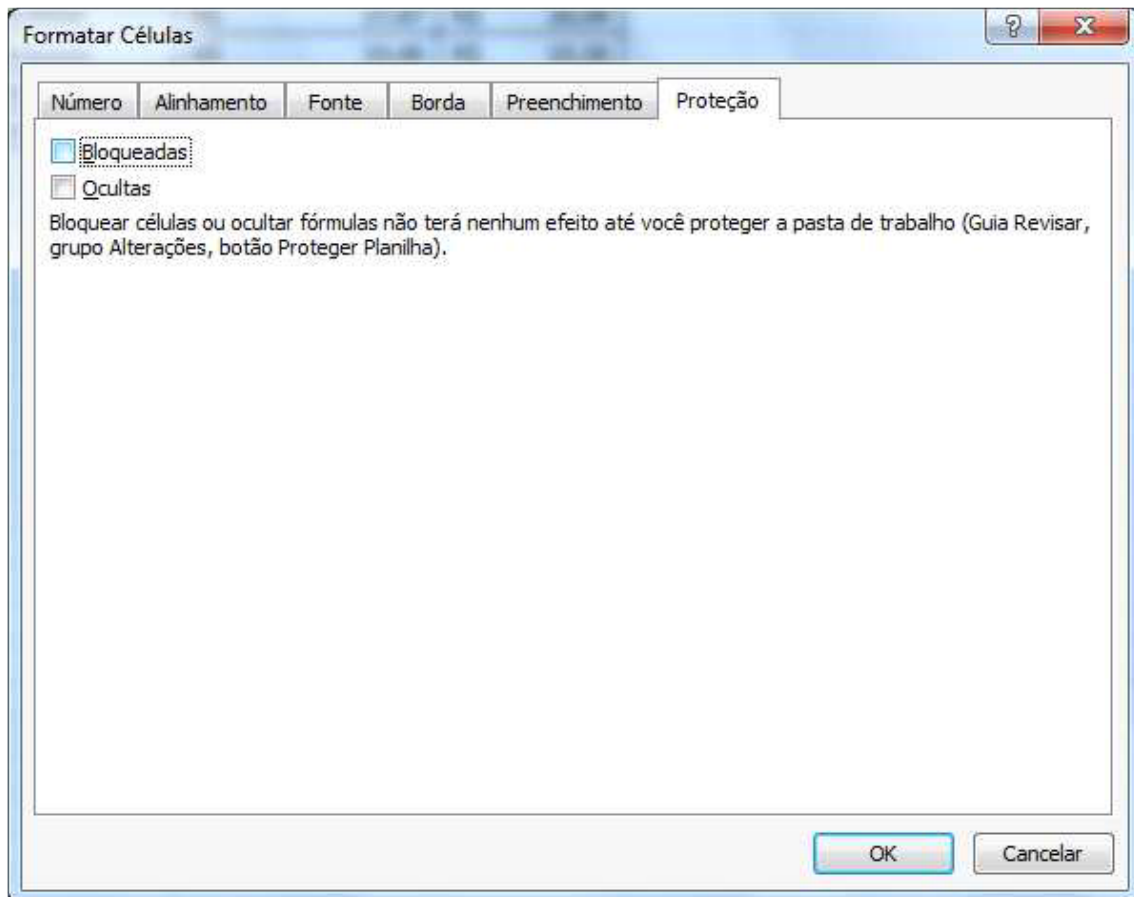 Formatar Células
Número Alinhamento Fonte Borda Preenchimento Proteção
Bloqueadas
Ocultas
Bloquear células ou ocultar fórmulas não terá nenhum efeito até você proteger a pasta de trabalho (Guia Revisar,
grupo Alterações, botão Proteger Planilha).
OK Cancelar